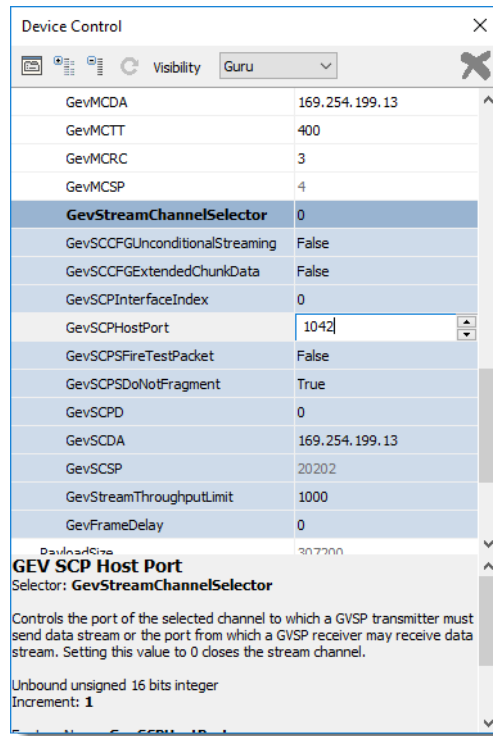 Device Control
Visibility Guru
GevMCDA 169.254.199.13
GevMCTT 400
GevMCRC 3
GevMCSP 4
GevStreamChannelSelector 0
GevSCCFGUnconditionalStreaming False
GevSCCFGExtendedChunkData False
GevSCPInterfaceIndex 0
GevSCPHostPort 1042
GevSCPSFireTestPacket False
GevSCPSDoNotFragment True
GevSCPD 0
GevSCDA 169.254.199.13
GevSCSP 20202
GevStreamThroughputLimit 1000
GevFrameDelay 0
PayloadSize 307200
GEV SCP Host Port
Selector: GevStreamChannelSelector
Controls the port of the selected channel to which a GVSP transmitter must
send data stream or the port from which a GVSP receiver may receive data
stream. Setting this value to 0 closes the stream channel.
Unbound unsigned 16 bits integer
Increment: 1